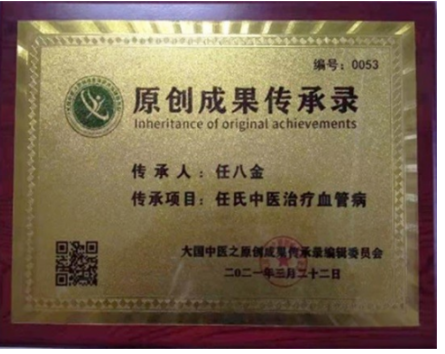 编号：0053
原创成果传承录
Inheritance of original achievements
传 承 人：任八金
传承项目：任氏中医治疗血管病
大国中医之原创成果传承录编辑委员会
二〇二一年三月二十二日